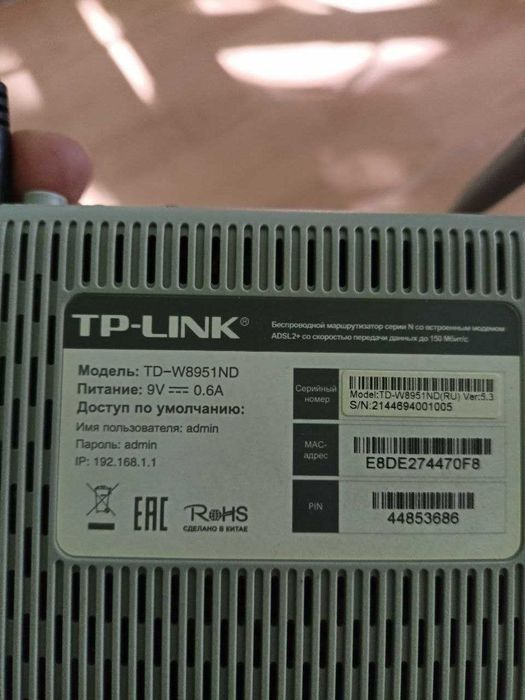 TP-LINK®
Беспроводной маршрутизатор серии N со встроенным модемом
ADSL2+ со скоростью передачи данных до 150 Мбит/с
Модель: TD-W8951ND
Питание: 9V ⎓ 0.6A
Доступ по умолчанию:
Имя пользователя: admin
Пароль: admin
IP: 192.168.1.1
Серийный
номер
Model:TD-W8951ND(RU) Ver:5.3
S/N:2144694001005
MAC-
адрес
E8DE274470F8
PIN
44853686
EAC
RoHS
СДЕЛАНО В КИТАЕ